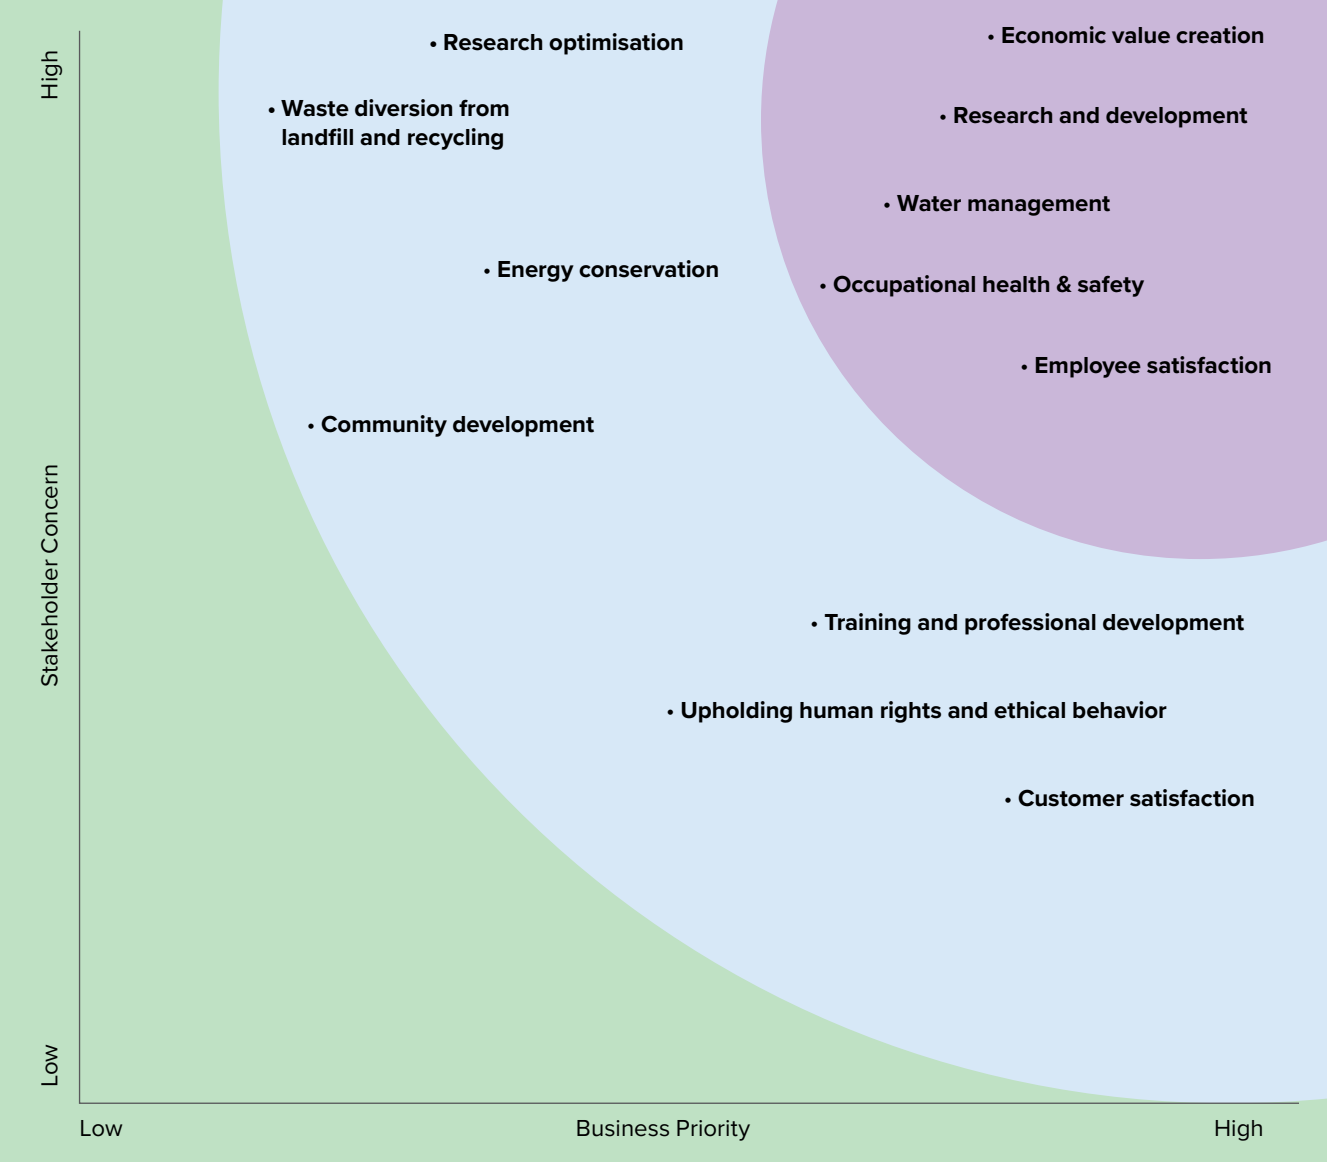 High
• Research optimisation
• Economic value creation
• Waste diversion from
landfill and recycling
• Research and development
• Water management
• Energy conservation
• Occupational health & safety
• Employee satisfaction
• Community development
Stakeholder Concern
• Training and professional development
• Upholding human rights and ethical behavior
• Customer satisfaction
Low
Low
Business Priority
High